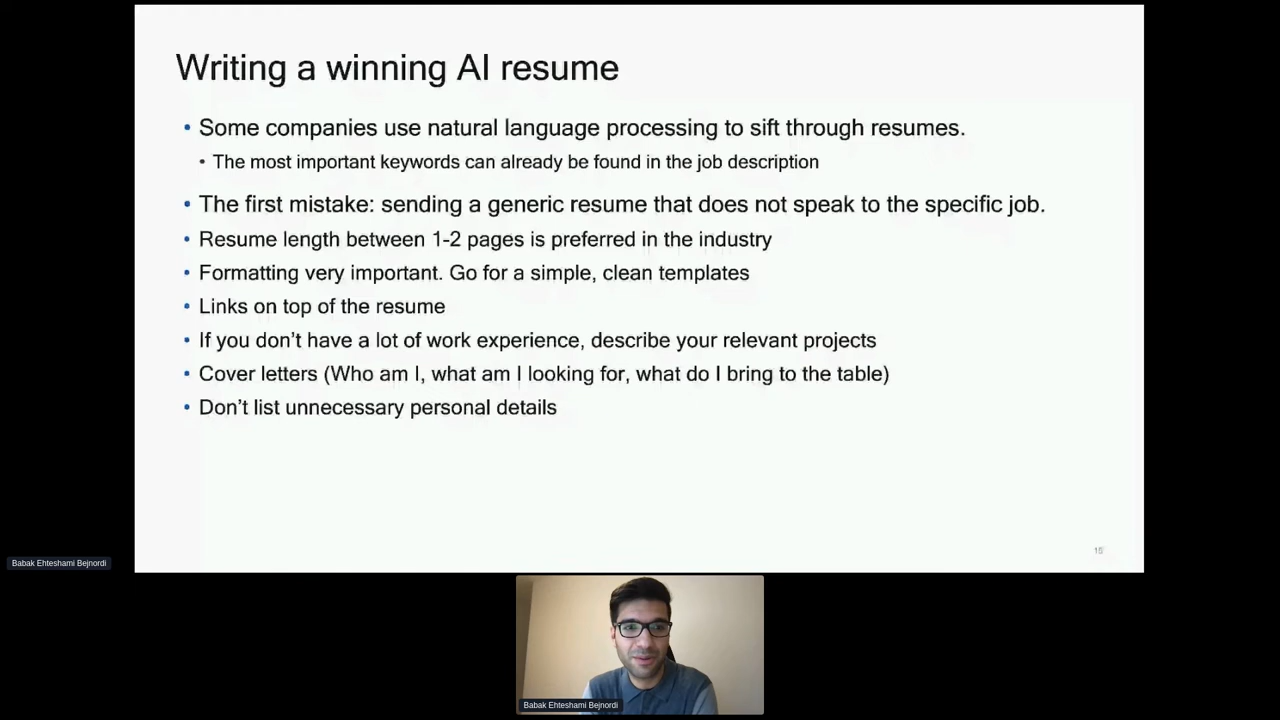 Writing a winning AI resume
• Some companies use natural language processing to sift through resumes.
• The most important keywords can already be found in the job description
• The first mistake: sending a generic resume that does not speak to the specific job.
• Resume length between 1-2 pages is preferred in the industry
• Formatting very important. Go for a simple, clean templates
• Links on top of the resume
• If you don’t have a lot of work experience, describe your relevant projects
• Cover letters (Who am I, what am I looking for, what do I bring to the table)
• Don’t list unnecessary personal details
Babak Ehteshami Bejnordi
Babak Ehteshami Bejnordi